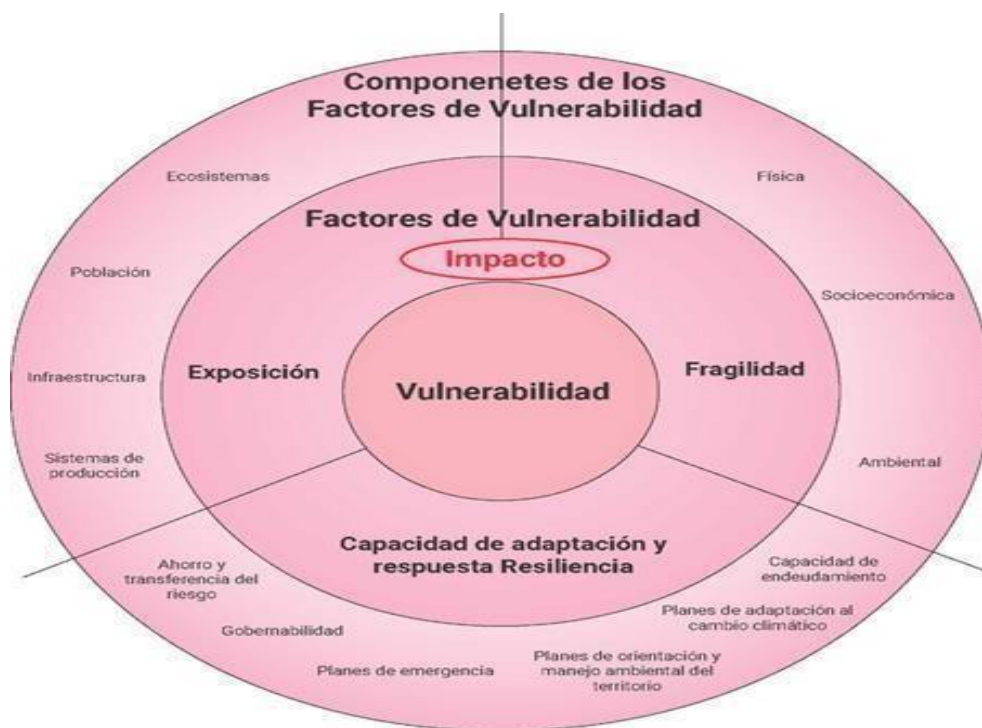 Componenetes de los
Factores de Vulnerabilidad
Ecosistemas
Física
Factores de Vulnerabilidad
Impacto
Población
Socioeconómica
Infraestructura
Exposición
Vulnerabilidad
Fragilidad
Sistemas de
producción
Ambiental
Capacidad de adaptación y
respuesta Resiliencia
Ahorro y
transferencia del
riesgo
Capacidad de
endeudamiento
Gobernabilidad
Planes de adaptación al
cambio climático
Planes de emergencia
Planes de orientación y
manejo ambiental del
territorio